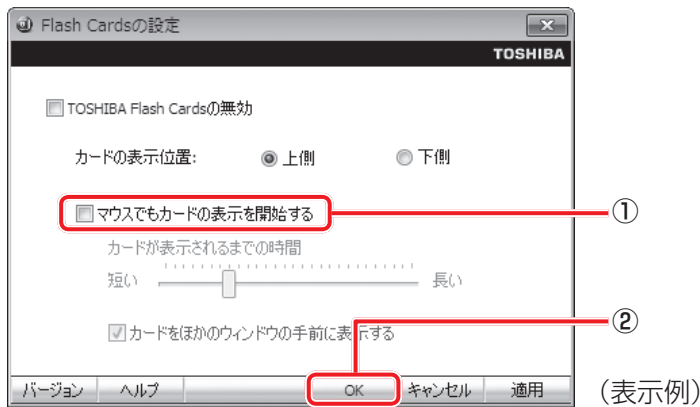 Flash Cardsの設定
TOSHIBA
TOSHIBA Flash Cardsの無効
カードの表示位置: 上側 下側
マウスでもカードの表示を開始する ①
カードが表示されるまでの時間
短い 長い
②
カードをほかのウィンドウの手前に表示する
バージョン ヘルプ OK キャンセル 適用 (表示例)